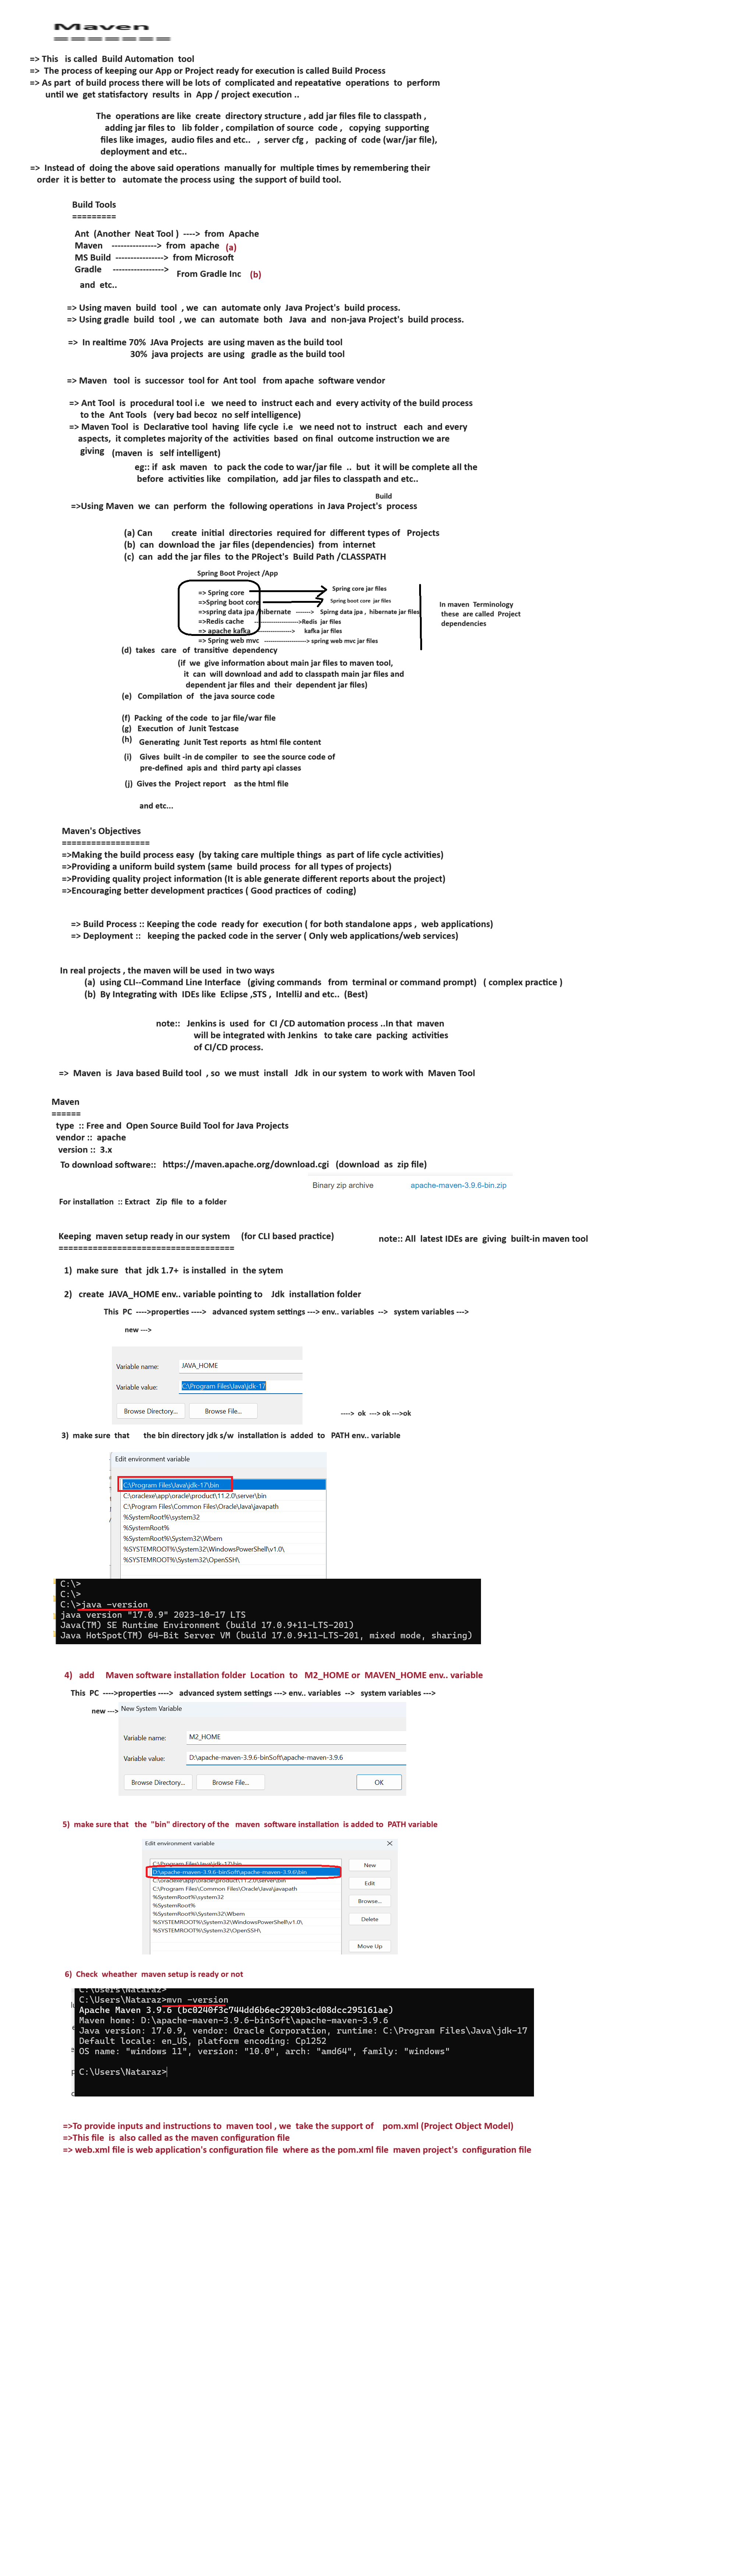 Maven
=======
=> This is called Build Automation tool
=> The process of keeping our App or Project ready for execution is called Build Process
=> As part of build process there will be lots of complicated and repeatative operations to perform
until we get statisfactory results in App / project execution ..
The operations are like create directory structure , add jar files file to classpath ,
adding jar files to lib folder , compilation of source code , copying supporting
files like images, audio files and etc.. , server cfg , packing of code (war/jar file),
deployment and etc..
=> Instead of doing the above said operations manually for multiple times by remembering their
order it is better to automate the process using the support of build tool.
Build Tools
=========
Ant (Another Neat Tool ) ----> from Apache
Maven ---------------> from apache (a)
MS Build ----------------> from Microsoft
Gradle -----------------> From Gradle Inc (b)
and etc..
=> Using maven build tool , we can automate only Java Project's build process.
=> Using gradle build tool , we can automate both Java and non-java Project's build process.
=> In realtime 70% JAva Projects are using maven as the build tool
30% java projects are using gradle as the build tool
=> Maven tool is successor tool for Ant tool from apache software vendor
=> Ant Tool is procedural tool i.e we need to instruct each and every activity of the build process
to the Ant Tools (very bad becoz no self intelligence)
=> Maven Tool is Declarative tool having life cycle i.e we need not to instruct each and every
aspects, it completes majority of the activities based on final outcome instruction we are
giving (maven is self intelligent)
eg:: if ask maven to pack the code to war/jar file .. but it will be complete all the
before activities like compilation, add jar files to classpath and etc..
Build
=>Using Maven we can perform the following operations in Java Project's process
(a) Can create initial directories required for different types of Projects
(b) can download the jar files (dependencies) from internet
(c) can add the jar files to the PRoject's Build Path /CLASSPATH
Spring Boot Project /App
=> Spring core Spring core jar files
=>Spring boot core Spring boot core jar files
=>spring data jpa /hibernate -------> Spirng data jpa , hibernate jar files
=>Redis cache --------------------->Redis jar files
=> apache kafka ----------------> kafka jar files
=> Spring web mvc --------------------> spring web mvc jar files
In maven Terminology
these are called Project
dependencies
(d) takes care of transitive dependency
(if we give information about main jar files to maven tool,
it can will download and add to classpath main jar files and
dependent jar files and their dependent jar files)
(e) Compilation of the java source code
(f) Packing of the code to jar file/war file
(g) Execution of Junit Testcase
(h) Generating Junit Test reports as html file content
(i) Gives built -in de compiler to see the source code of
pre-defined apis and third party api classes
(j) Gives the Project report as the html file
and etc...
Maven's Objectives
==================
=>Making the build process easy (by taking care multiple things as part of life cycle activities)
=>Providing a uniform build system (same build process for all types of projects)
=>Providing quality project information (It is able generate different reports about the project)
=>Encouraging better development practices ( Good practices of coding)
=> Build Process :: Keeping the code ready for execution ( for both standalone apps , web applications)
=> Deployment :: keeping the packed code in the server ( Only web applications/web services)
In real projects , the maven will be used in two ways
(a) using CLI--Command Line Interface (giving commands from terminal or command prompt) ( complex practice )
(b) By Integrating with IDEs like Eclipse ,STS , IntelliJ and etc.. (Best)
note:: Jenkins is used for CI /CD automation process ..In that maven
will be integrated with Jenkins to take care packing activities
of CI/CD process.
=> Maven is Java based Build tool , so we must install Jdk in our system to work with Maven Tool
Maven
======
type :: Free and Open Source Build Tool for Java Projects
vendor :: apache
version :: 3.x
To download software:: https://maven.apache.org/download.cgi (download as zip file)
Binary zip archive apache-maven-3.9.6-bin.zip
For installation :: Extract Zip file to a folder
Keeping maven setup ready in our system (for CLI based practice) note:: All latest IDEs are giving built-in maven tool
====================================
1) make sure that jdk 1.7+ is installed in the sytem
2) create JAVA_HOME env.. variable pointing to Jdk installation folder
This PC ---->properties ----> advanced system settings ---> env.. variables --> system variables --->
new --->
Variable name: JAVA_HOME
Variable value: C:\Program Files\Java\jdk-17
Browse Directory... Browse File...
----> ok ---> ok --->ok
3) make sure that the bin directory jdk s/w installation is added to PATH env.. variable
Edit environment variable
C:\Program Files\Java\jdk-17\bin
C:\oraclexe\app\oracle\product\11.2.0\server\bin
C:\Program Files\Common Files\Oracle\Java\javapath
%SystemRoot%\system32
%SystemRoot%
%SystemRoot%\System32\Wbem
%SYSTEMROOT%\System32\WindowsPowerShell\v1.0\
%SYSTEMROOT%\System32\OpenSSH\
C:\>
C:\>
C:\>java -version
java version "17.0.9" 2023-10-17 LTS
Java(TM) SE Runtime Environment (build 17.0.9+11-LTS-201)
Java HotSpot(TM) 64-Bit Server VM (build 17.0.9+11-LTS-201, mixed mode, sharing)
4) add Maven software installation folder Location to M2_HOME or MAVEN_HOME env.. variable
This PC ---->properties ----> advanced system settings ---> env.. variables --> system variables --->
new --->
New System Variable
Variable name: M2_HOME
Variable value: D:\apache-maven-3.9.6-binSoft\apache-maven-3.9.6
Browse Directory... Browse File... OK
5) make sure that the "bin" directory of the maven software installation is added to PATH variable
Edit environment variable
C:\Program Files\Java\jdk-17\bin
D:\apache-maven-3.9.6-binSoft\apache-maven-3.9.6\bin
C:\oraclexe\app\oracle\product\11.2.0\server\bin
C:\Program Files\Common Files\Oracle\Java\javapath
%SystemRoot%\system32
%SystemRoot%
%SystemRoot%\System32\Wbem
%SYSTEMROOT%\System32\WindowsPowerShell\v1.0\
%SYSTEMROOT%\System32\OpenSSH\
New
Edit
Browse...
Delete
Move Up
6) Check wheather maven setup is ready or not
C:\Users\Nataraz>
C:\Users\Nataraz>mvn -version
Apache Maven 3.9.6 (bc0240f3c744dd6b6ec2920b3cd08dcc295161ae)
Maven home: D:\apache-maven-3.9.6-binSoft\apache-maven-3.9.6
Java version: 17.0.9, vendor: Oracle Corporation, runtime: C:\Program Files\Java\jdk-17
Default locale: en_US, platform encoding: Cp1252
OS name: "windows 11", version: "10.0", arch: "amd64", family: "windows"
C:\Users\Nataraz>
=>To provide inputs and instructions to maven tool , we take the support of pom.xml (Project Object Model)
=>This file is also called as the maven configuration file
=> web.xml file is web application's configuration file where as the pom.xml file maven project's configuration file